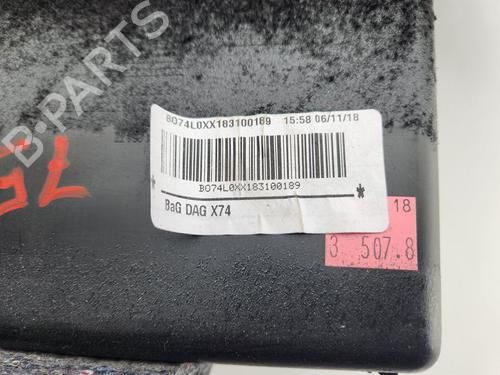 B-PARTS
BO74L0XX183100189 15:58 06/11/18
BO74L0XX183100189
BaG DAG X74
18
3 507.8